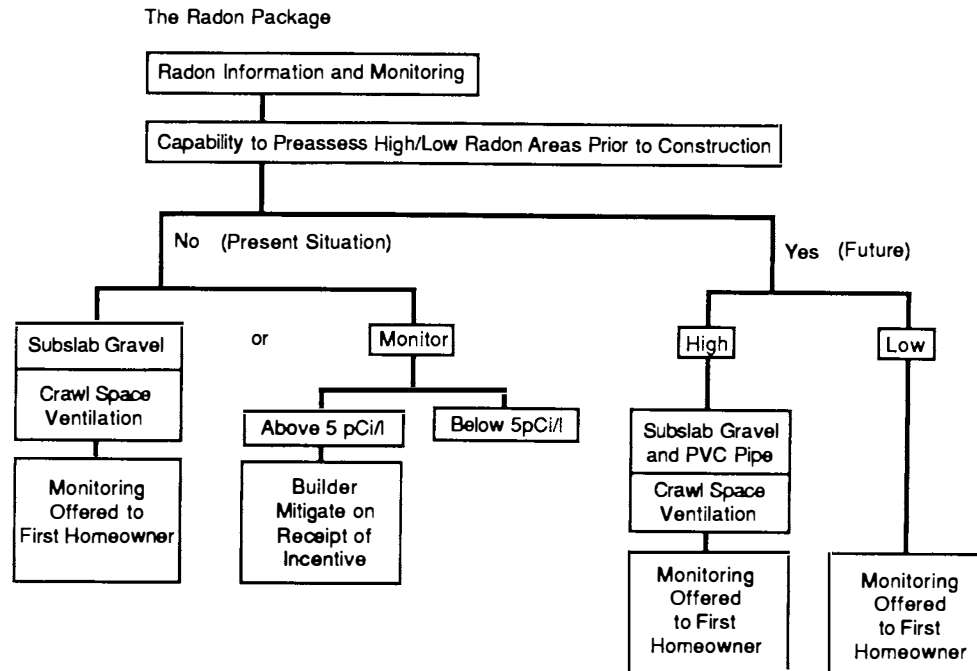 The Radon Package
Radon Information and Monitoring
Capability to Preassess High/Low Radon Areas Prior to Construction
No (Present Situation)
Yes (Future)
Subslab Gravel
Crawl Space
Ventilation
Monitoring
Offered to
First Homeowner
or
Monitor
Above 5 pCi/l
Builder
Mitigate on
Receipt of
Incentive
Below 5pCi/l
High
Subslab Gravel
and PVC Pipe
Crawl Space
Ventilation
Monitoring
Offered
to First
Homeowner
Low
Monitoring
Offered
to First
Homeowner